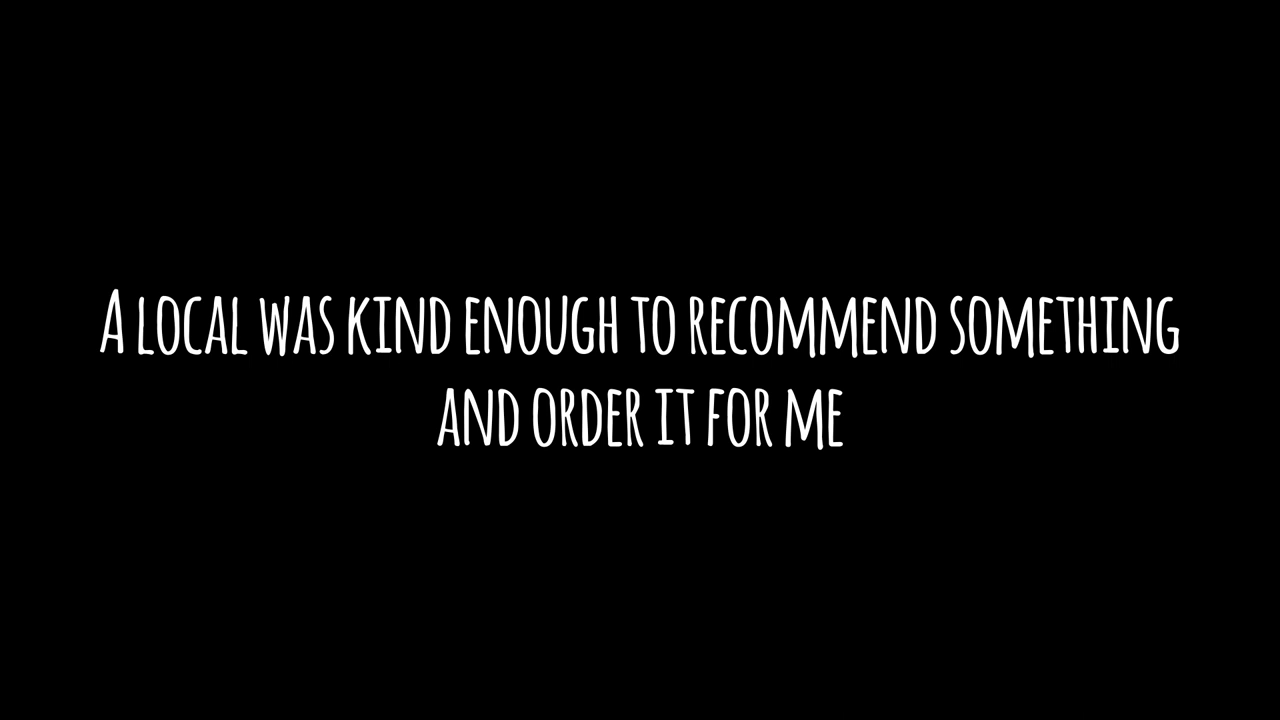 A LOCAL WAS KIND ENOUGH TO RECOMMEND SOMETHING
AND ORDER IT FOR ME